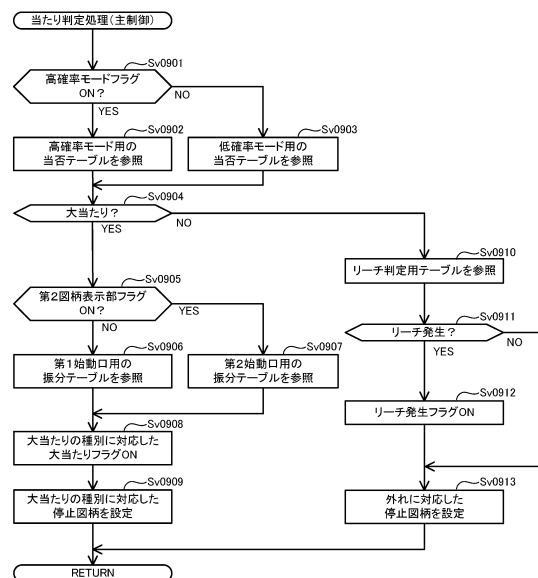 当たり判定処理(主制御)
Sv0901
高確率モードフラグ
ON？
NO
YES
Sv0902
高確率モード用の
当否テーブルを参照
Sv0903
低確率モード用の
当否テーブルを参照
Sv0904
大当たり？
NO
YES
Sv0910
リーチ判定用テーブルを参照
Sv0905
第２図柄表示部フラグ
ON？
YES
NO
Sv0911
リーチ発生？
NO
YES
Sv0906
第１始動口用の
振分テーブルを参照
Sv0907
第２始動口用の
振分テーブルを参照
Sv0912
リーチ発生フラグON
Sv0908
大当たりの種別に対応した
大当たりフラグON
Sv0909
大当たりの種別に対応した
停止図柄を設定
Sv0913
外れに対応した
停止図柄を設定
RETURN